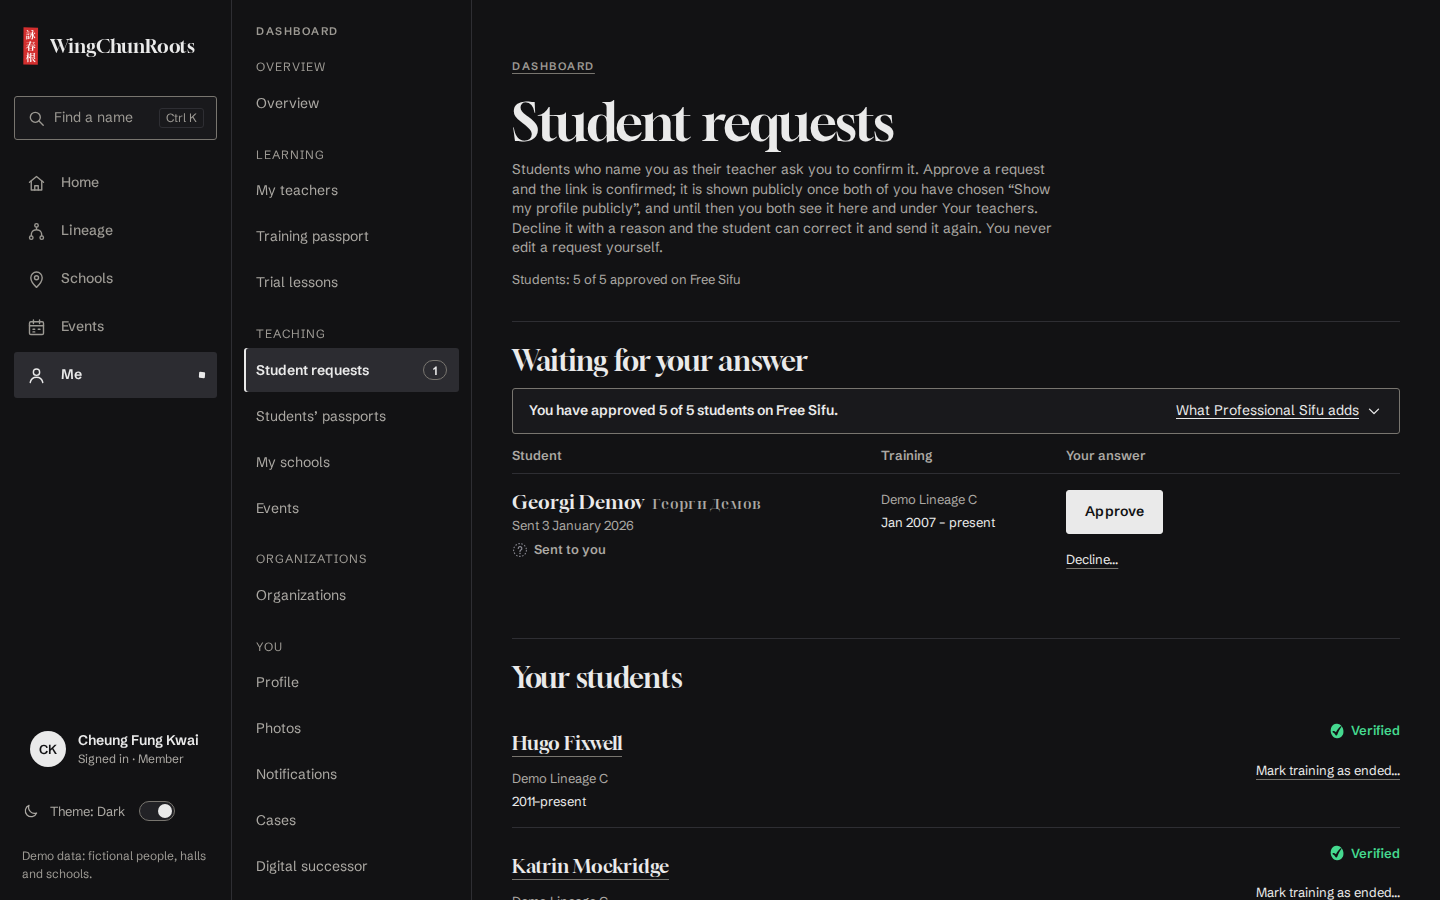 詠春根
WingChunRoots
Find a name
Ctrl K
Home
Lineage
Schools
Events
Me
CK
Cheung Fung Kwai
Signed in · Member
Theme: Dark
Demo data: fictional people, halls
and schools.
DASHBOARD
OVERVIEW
Overview
LEARNING
My teachers
Training passport
Trial lessons
TEACHING
Student requests 1
Students’ passports
My schools
Events
ORGANIZATIONS
Organizations
YOU
Profile
Photos
Notifications
Cases
Digital successor
DASHBOARD
Student requests
Students who name you as their teacher ask you to confirm it. Approve a request
and the link is confirmed; it is shown publicly once both of you have chosen “Show
my profile publicly”, and until then you both see it here and under Your teachers.
Decline it with a reason and the student can correct it and send it again. You never
edit a request yourself.
Students: 5 of 5 approved on Free Sifu
Waiting for your answer
You have approved 5 of 5 students on Free Sifu.
What Professional Sifu adds
Student Training Your answer
Georgi Demov Георги Демов
Sent 3 January 2026
Sent to you
Demo Lineage C
Jan 2007 – present
Approve
Decline…
Your students
Hugo Fixwell
Demo Lineage C
2011–present
Verified
Mark training as ended…
Katrin Mockridge
Demo Lineage C
Verified
Mark training as ended…